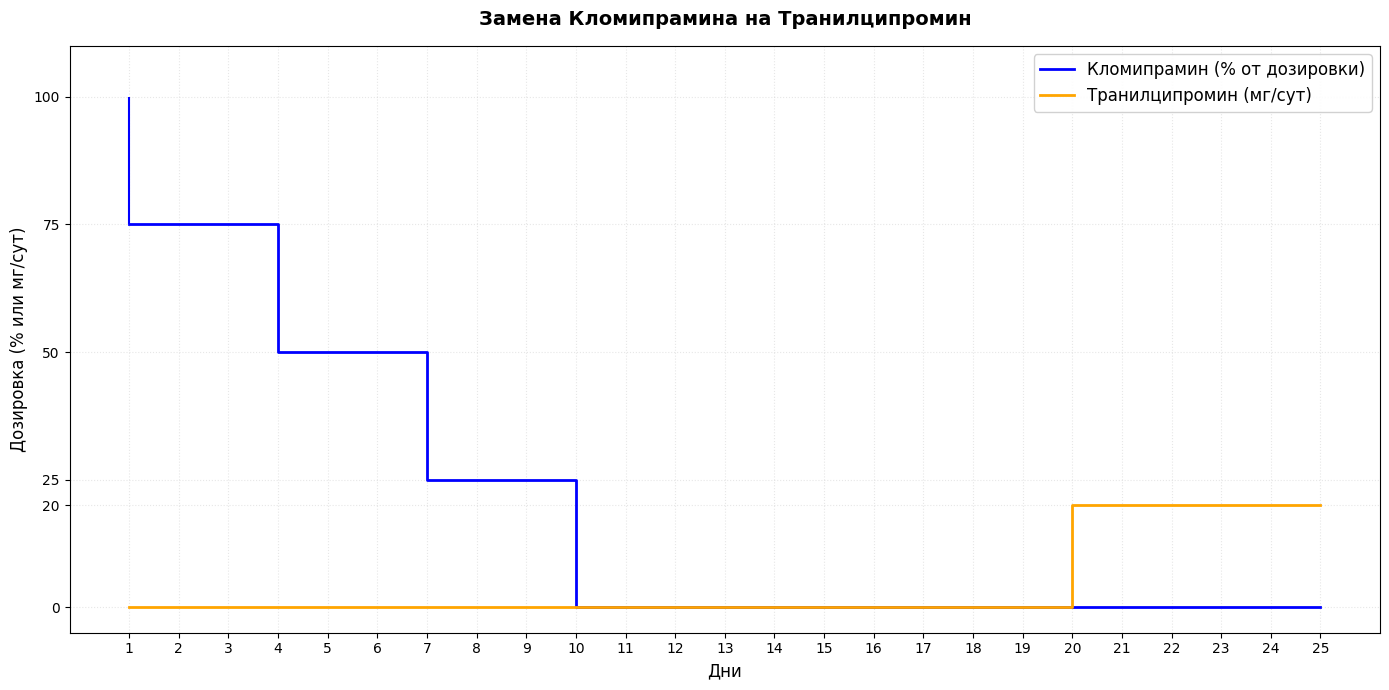 Замена Кломипрамина на Транилципромин
Кломипрамин (% от дозировки)
Транилципромин (мг/сут)
Дозировка (% или мг/сут)
100
75
50
25
20
0
1 2 3 4 5 6 7 8 9 10 11 12 13 14 15 16 17 18 19 20 21 22 23 24 25
Дни